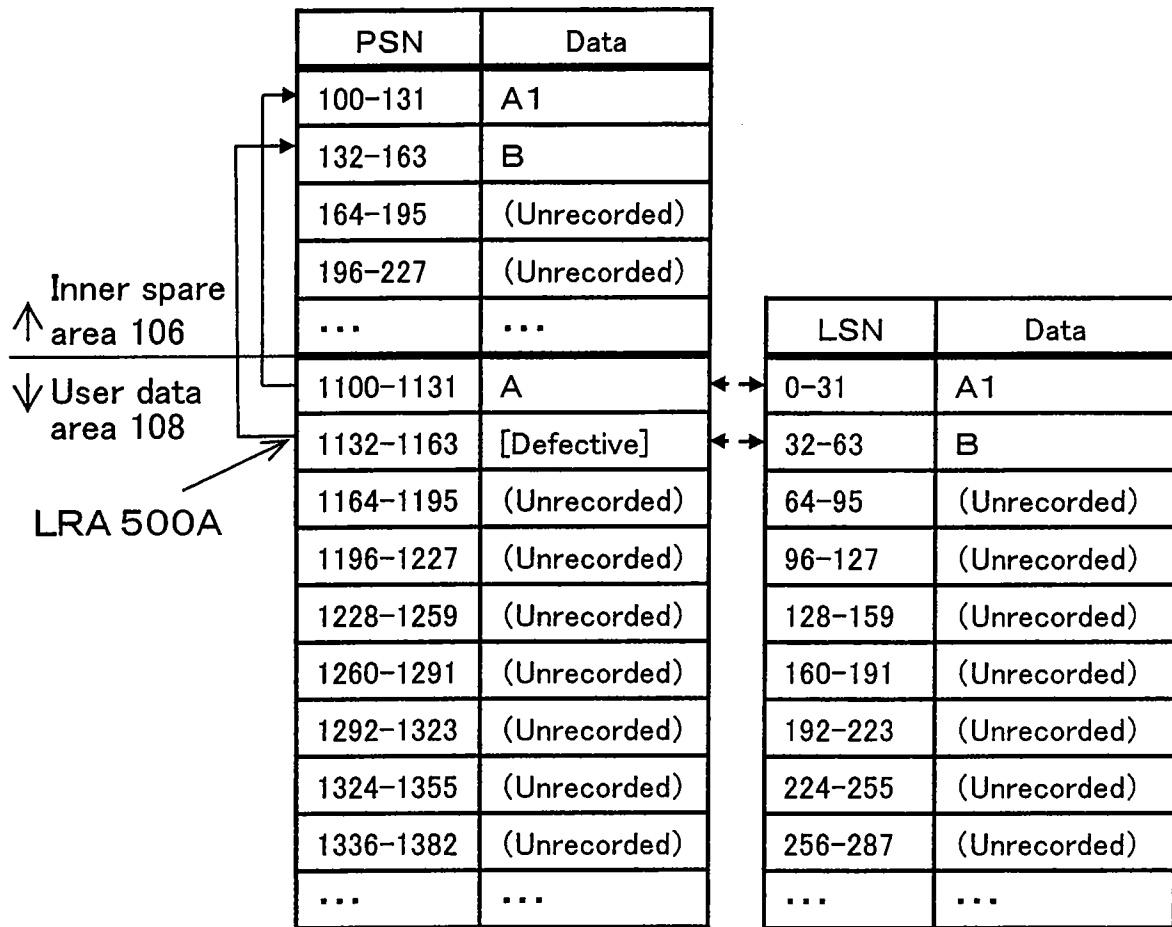 PSN Data
100-131 A1
132-163 B
164-195 (Unrecorded)
196-227 (Unrecorded)
... ...
Inner spare
area 106
User data
area 108
LRA 500A
1100-1131 A
1132-1163 [Defective]
1164-1195 (Unrecorded)
1196-1227 (Unrecorded)
1228-1259 (Unrecorded)
1260-1291 (Unrecorded)
1292-1323 (Unrecorded)
1324-1355 (Unrecorded)
1336-1382 (Unrecorded)
... ...
LSN Data
0-31 A1
32-63 B
64-95 (Unrecorded)
96-127 (Unrecorded)
128-159 (Unrecorded)
160-191 (Unrecorded)
192-223 (Unrecorded)
224-255 (Unrecorded)
256-287 (Unrecorded)
... ...